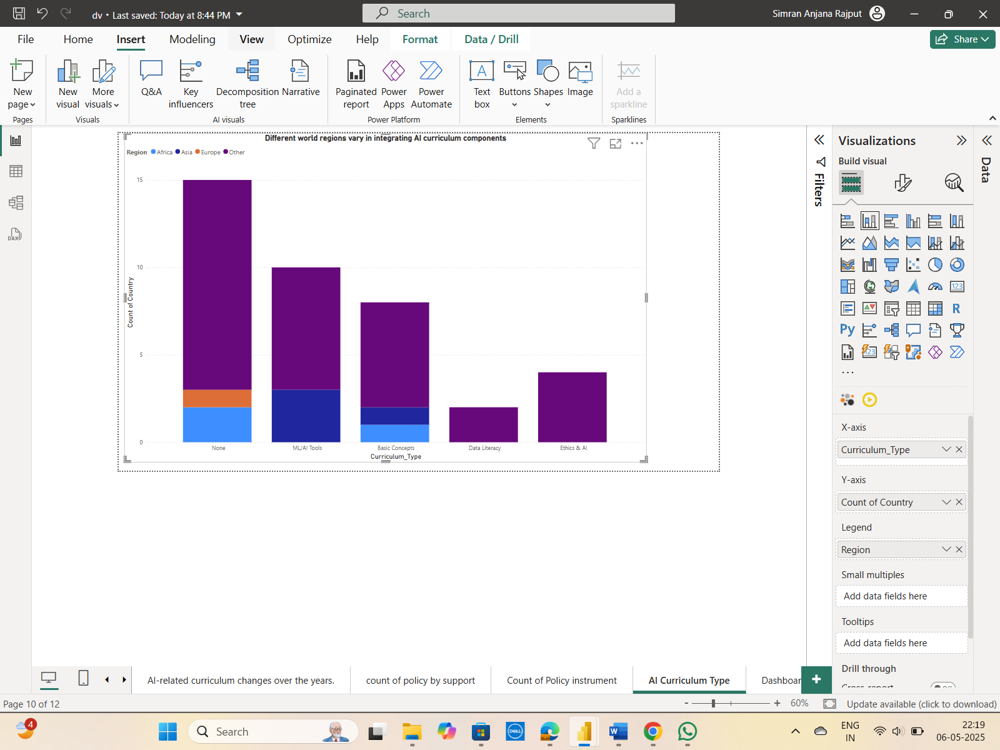 dv • Last saved: Today at 8:44 PM
Search
Simran Anjana Rajput
File
Home
Insert
Modeling
View
Optimize
Help
Format
Data / Drill
Share
New page
New visual
More visuals
Q&A
Key influencers
Decomposition tree
Narrative
Paginated report
Power Apps
Power Automate
Text box
Buttons
Shapes
Image
Add a sparkline
Pages
Visuals
AI visuals
Power Platform
Elements
Sparklines
Different world regions vary in integrating AI curriculum components
Region Africa Asia Europe Other
15
10
5
0
Count of Country
None
ML/AI Tools
Basic Concepts
Data Literacy
Ethics & AI
Curriculum_Type
Filters
Visualizations
Build visual
123
R
Py
123
...
X-axis
Curriculum_Type
Y-axis
Count of Country
Legend
Region
Small multiples
Add data fields here
Tooltips
Add data fields here
Drill through
Data
DAX
AI-related curriculum changes over the years.
count of policy by support
Count of Policy instrument
AI Curriculum Type
Dashboar
+
Page 10 of 12
- + 60%
Update available (click to download)
4
Search
DELL
ENG
IN
22:19
06-05-2025